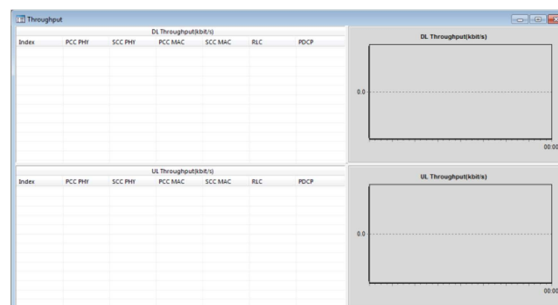 Throughput
DL Throughput(kbit/s)
Index PCC PHY SCC PHY PCC MAC SCC MAC RLC PDCP
DL Throughput(kbit/s)
0.0
00:00
UL Throughput(kbit/s)
Index PCC PHY SCC PHY PCC MAC SCC MAC RLC PDCP
UL Throughput(kbit/s)
0.0
00:00